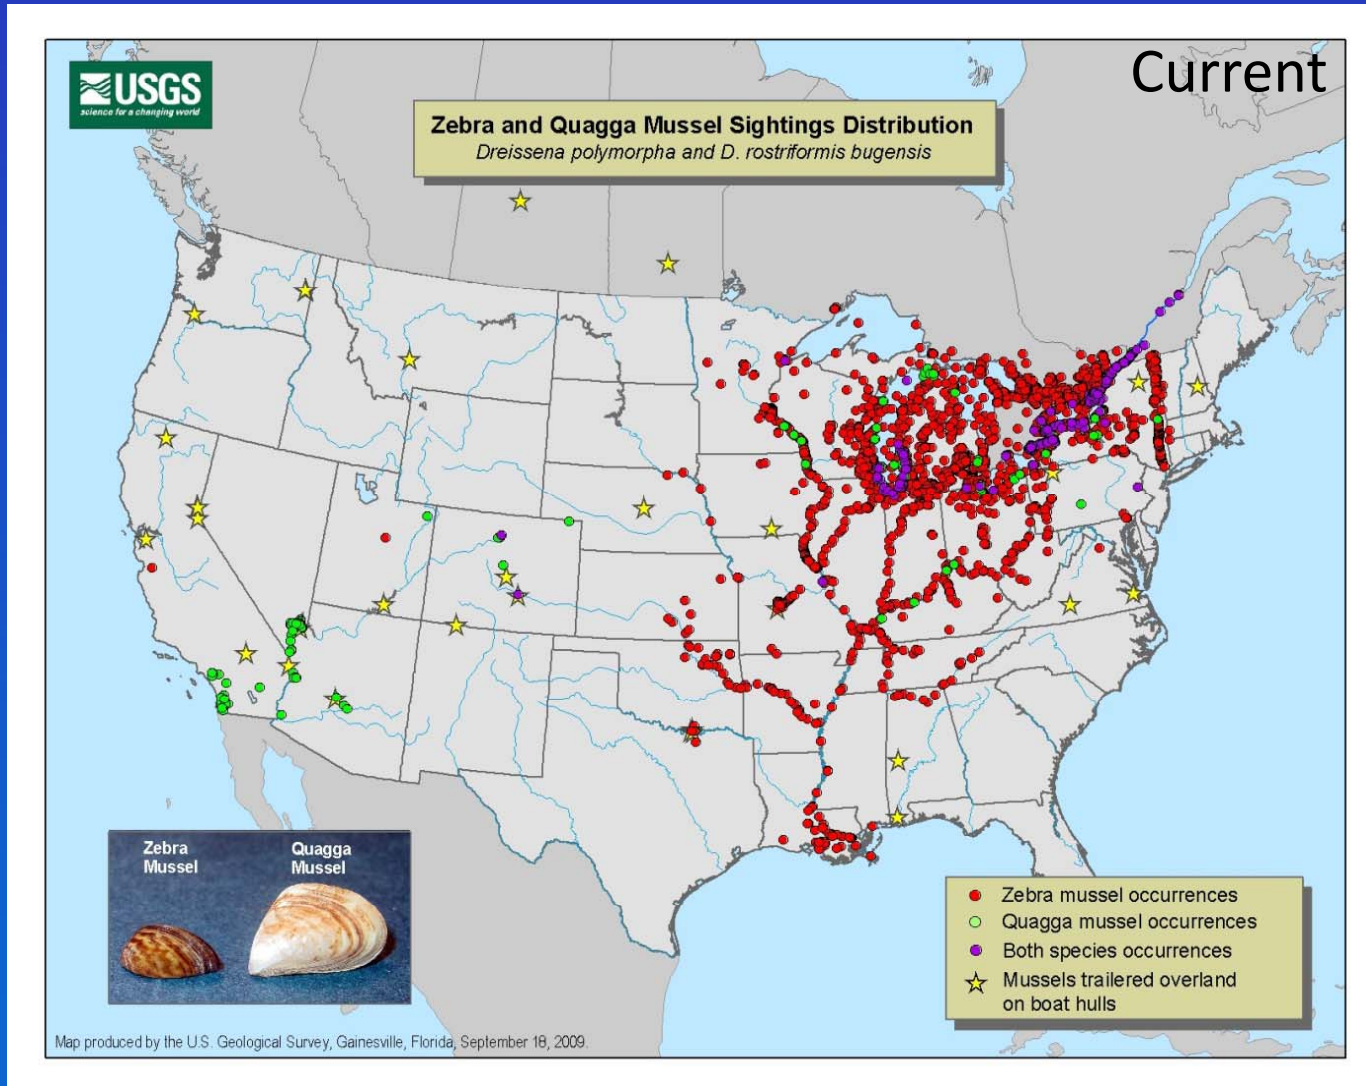 Current
USGS
science for a changing world
Zebra and Quagga Mussel Sightings Distribution
Dreissena polymorpha and D. rostriformis bugensis
Zebra
Mussel
Quagga
Mussel
Zebra mussel occurrences
Quagga mussel occurrences
Both species occurrences
Mussels trailered overland
on boat hulls
Map produced by the U.S. Geological Survey, Gainesville, Florida, September 18, 2009.